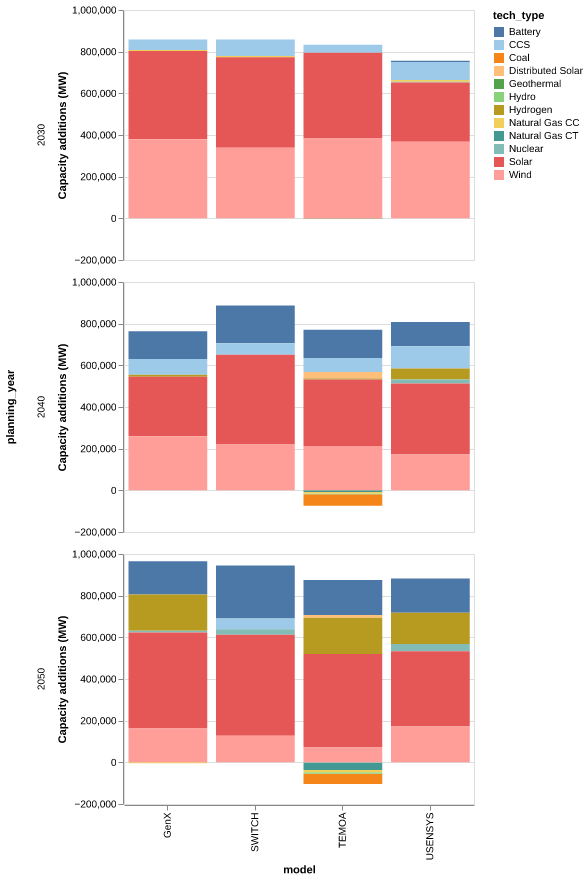 tech_type
Battery
CCS
Coal
Distributed Solar
Geothermal
Hydro
Hydrogen
Natural Gas CC
Natural Gas CT
Nuclear
Solar
Wind
planning_year
2030
Capacity additions (MW)
1,000,000
800,000
600,000
400,000
200,000
0
−200,000
2040
Capacity additions (MW)
1,000,000
800,000
600,000
400,000
200,000
0
−200,000
2050
Capacity additions (MW)
1,000,000
800,000
600,000
400,000
200,000
0
−200,000
GenX
SWITCH
TEMOA
USENSYS
model